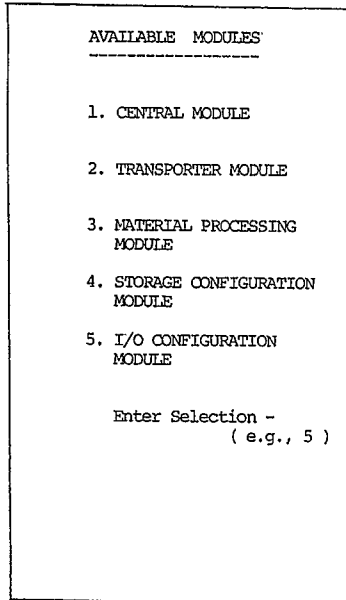 AVAILABLE MODULES
-------------------
1. CENTRAL MODULE
2. TRANSPORTER MODULE
3. MATERIAL PROCESSING
MODULE
4. STORAGE CONFIGURATION
MODULE
5. I/O CONFIGURATION
MODULE
Enter Selection -
( e.g., 5 )